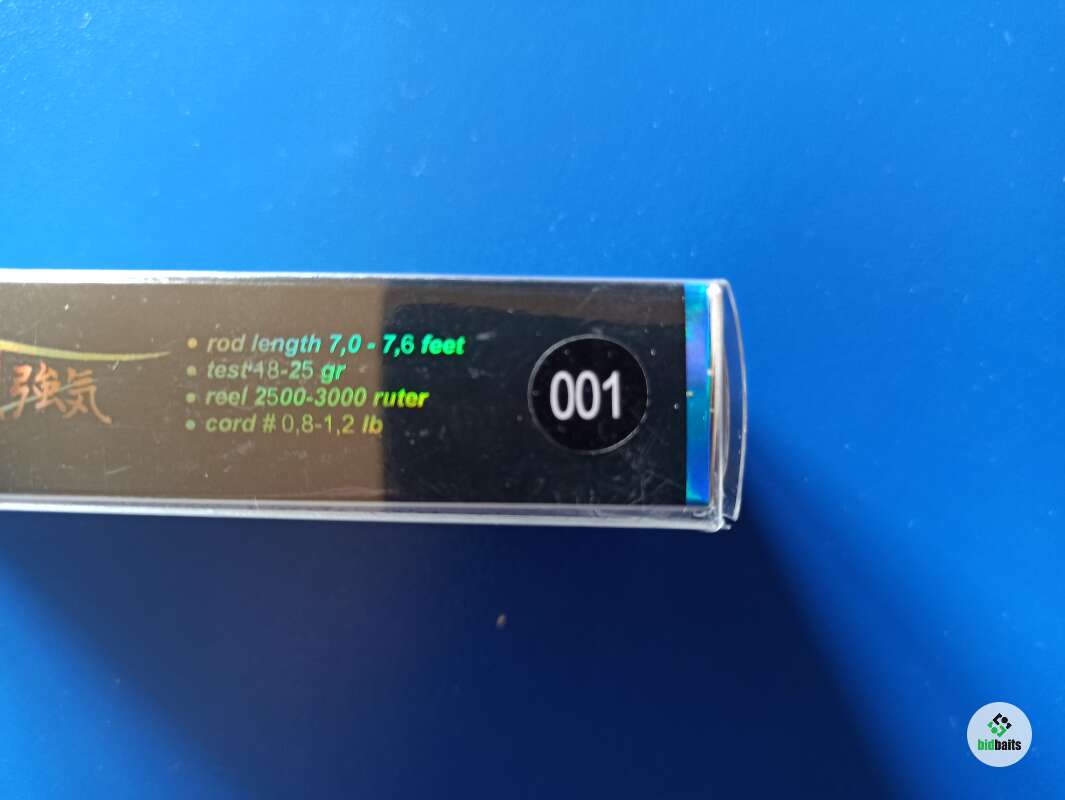 強気
• rod length 7,0 - 7,6 feet
• test 18-25 gr
• reel 2500-3000 ruter
• cord # 0,8-1,2 lb
001
bidbaits